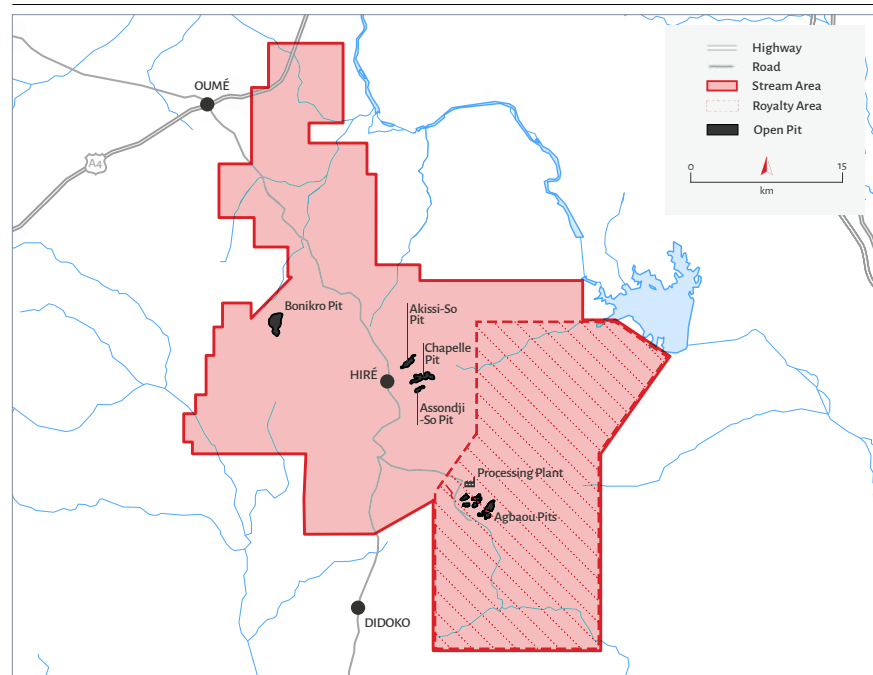 Highway
Road
Stream Area
Royalty Area
Open Pit
0 15
km
OUMÉ
A4
Bonikro Pit
Akissi-So
Pit
Chapelle
Pit
HIRÉ
Assondji
-So Pit
Processing Plant
Agbaou Pits
DIDOKO